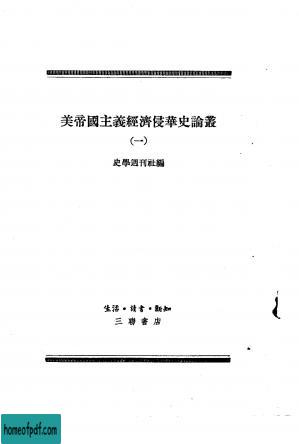 美帝國主義經濟侵華史論叢
(一)
史學週刊社編
生活·讀書·新知
三聯書店
homeofpdf.com